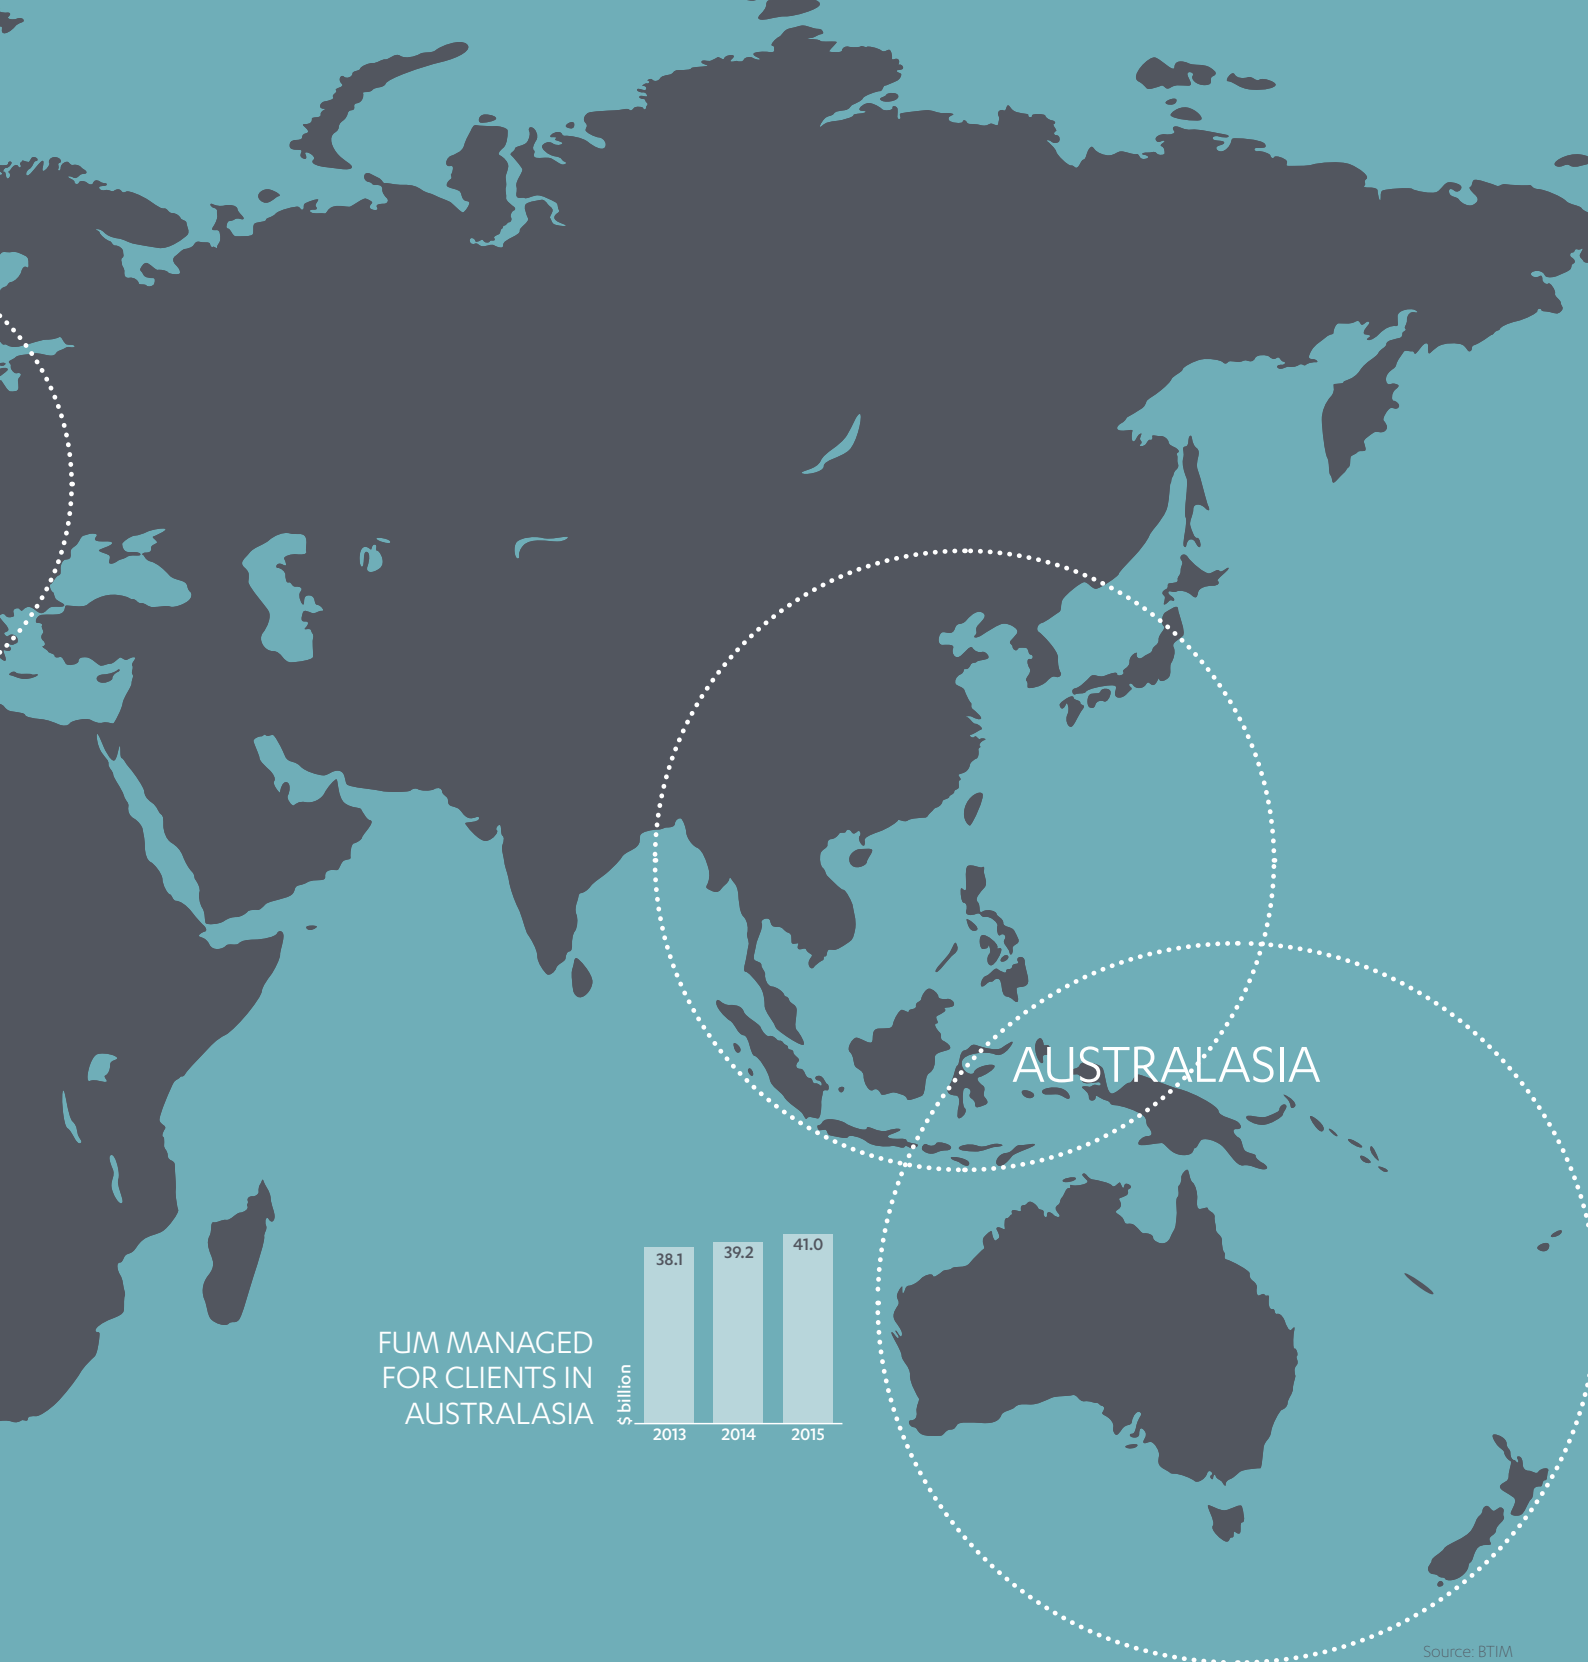 AUSTRALASIA
FUM MANAGED
FOR CLIENTS IN
AUSTRALASIA
$ billion
38.1
39.2
41.0
2013
2014
2015
Source: BTIM